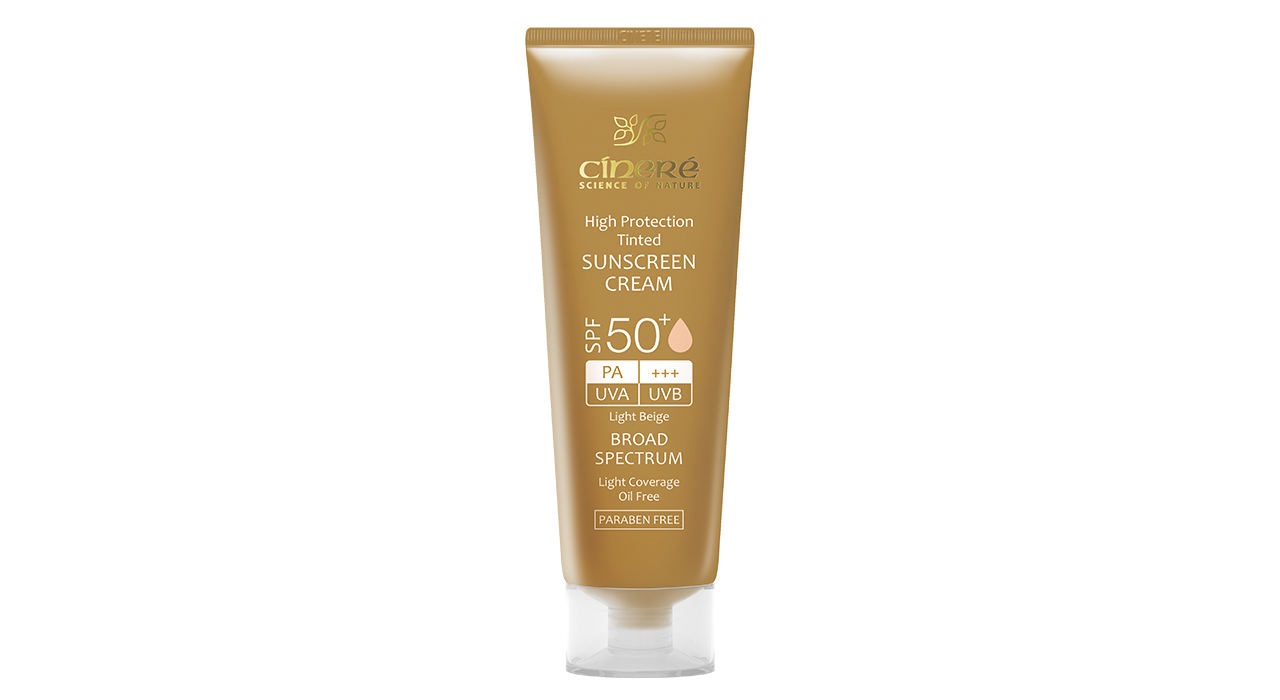 cíneré
SCIENCE OF NATURE
High Protection
Tinted
SUNSCREEN
CREAM
SPF 50+
PA +++
UVA UVB
Light Beige
BROAD
SPECTRUM
Light Coverage
Oil Free
PARABEN FREE